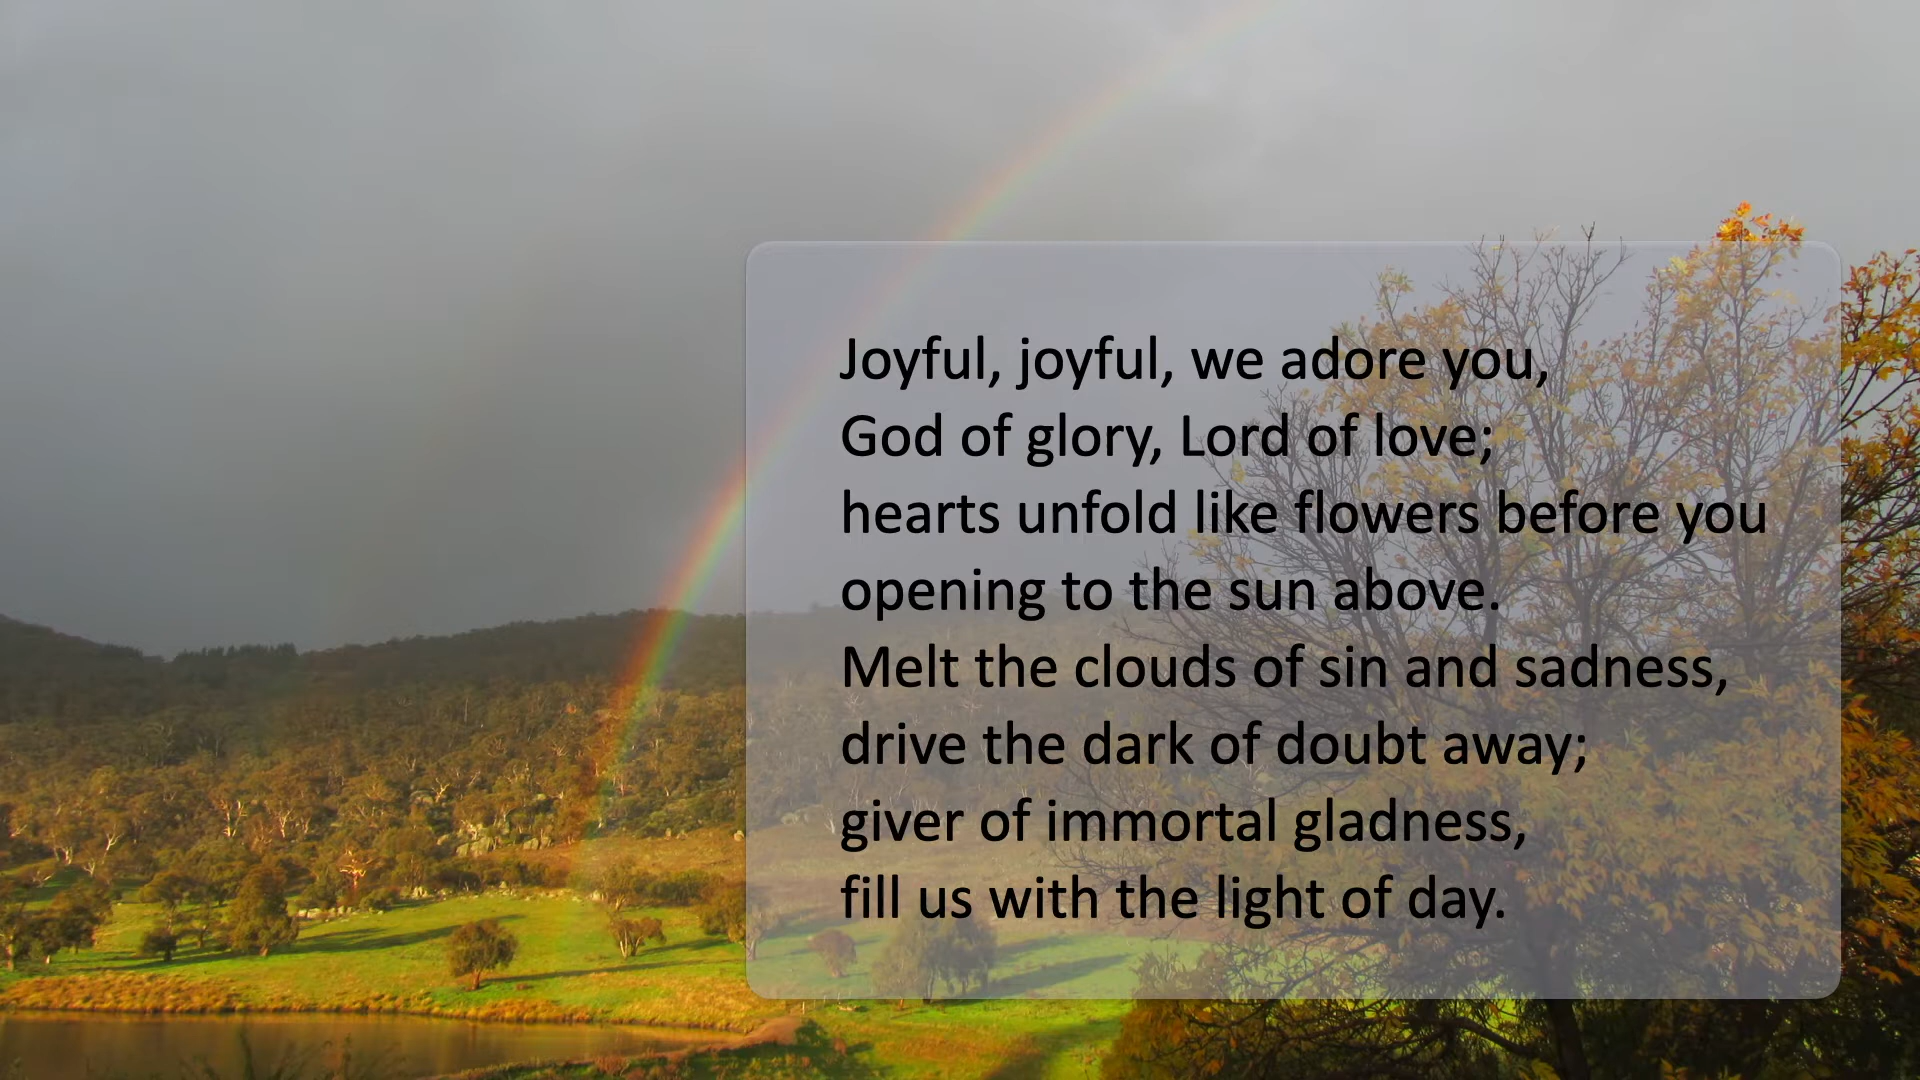 Joyful, joyful, we adore you,
God of glory, Lord of love;
hearts unfold like flowers before you
opening to the sun above.
Melt the clouds of sin and sadness,
drive the dark of doubt away;
giver of immortal gladness,
fill us with the light of day.